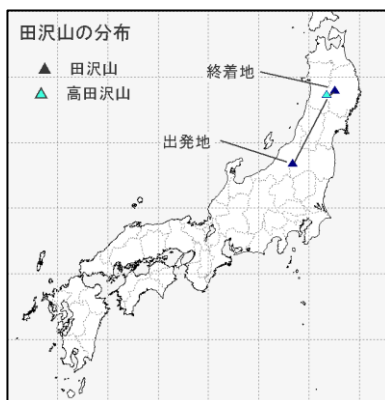 田沢山の分布
▲ 田沢山
▲ 高田沢山
終着地
出発地